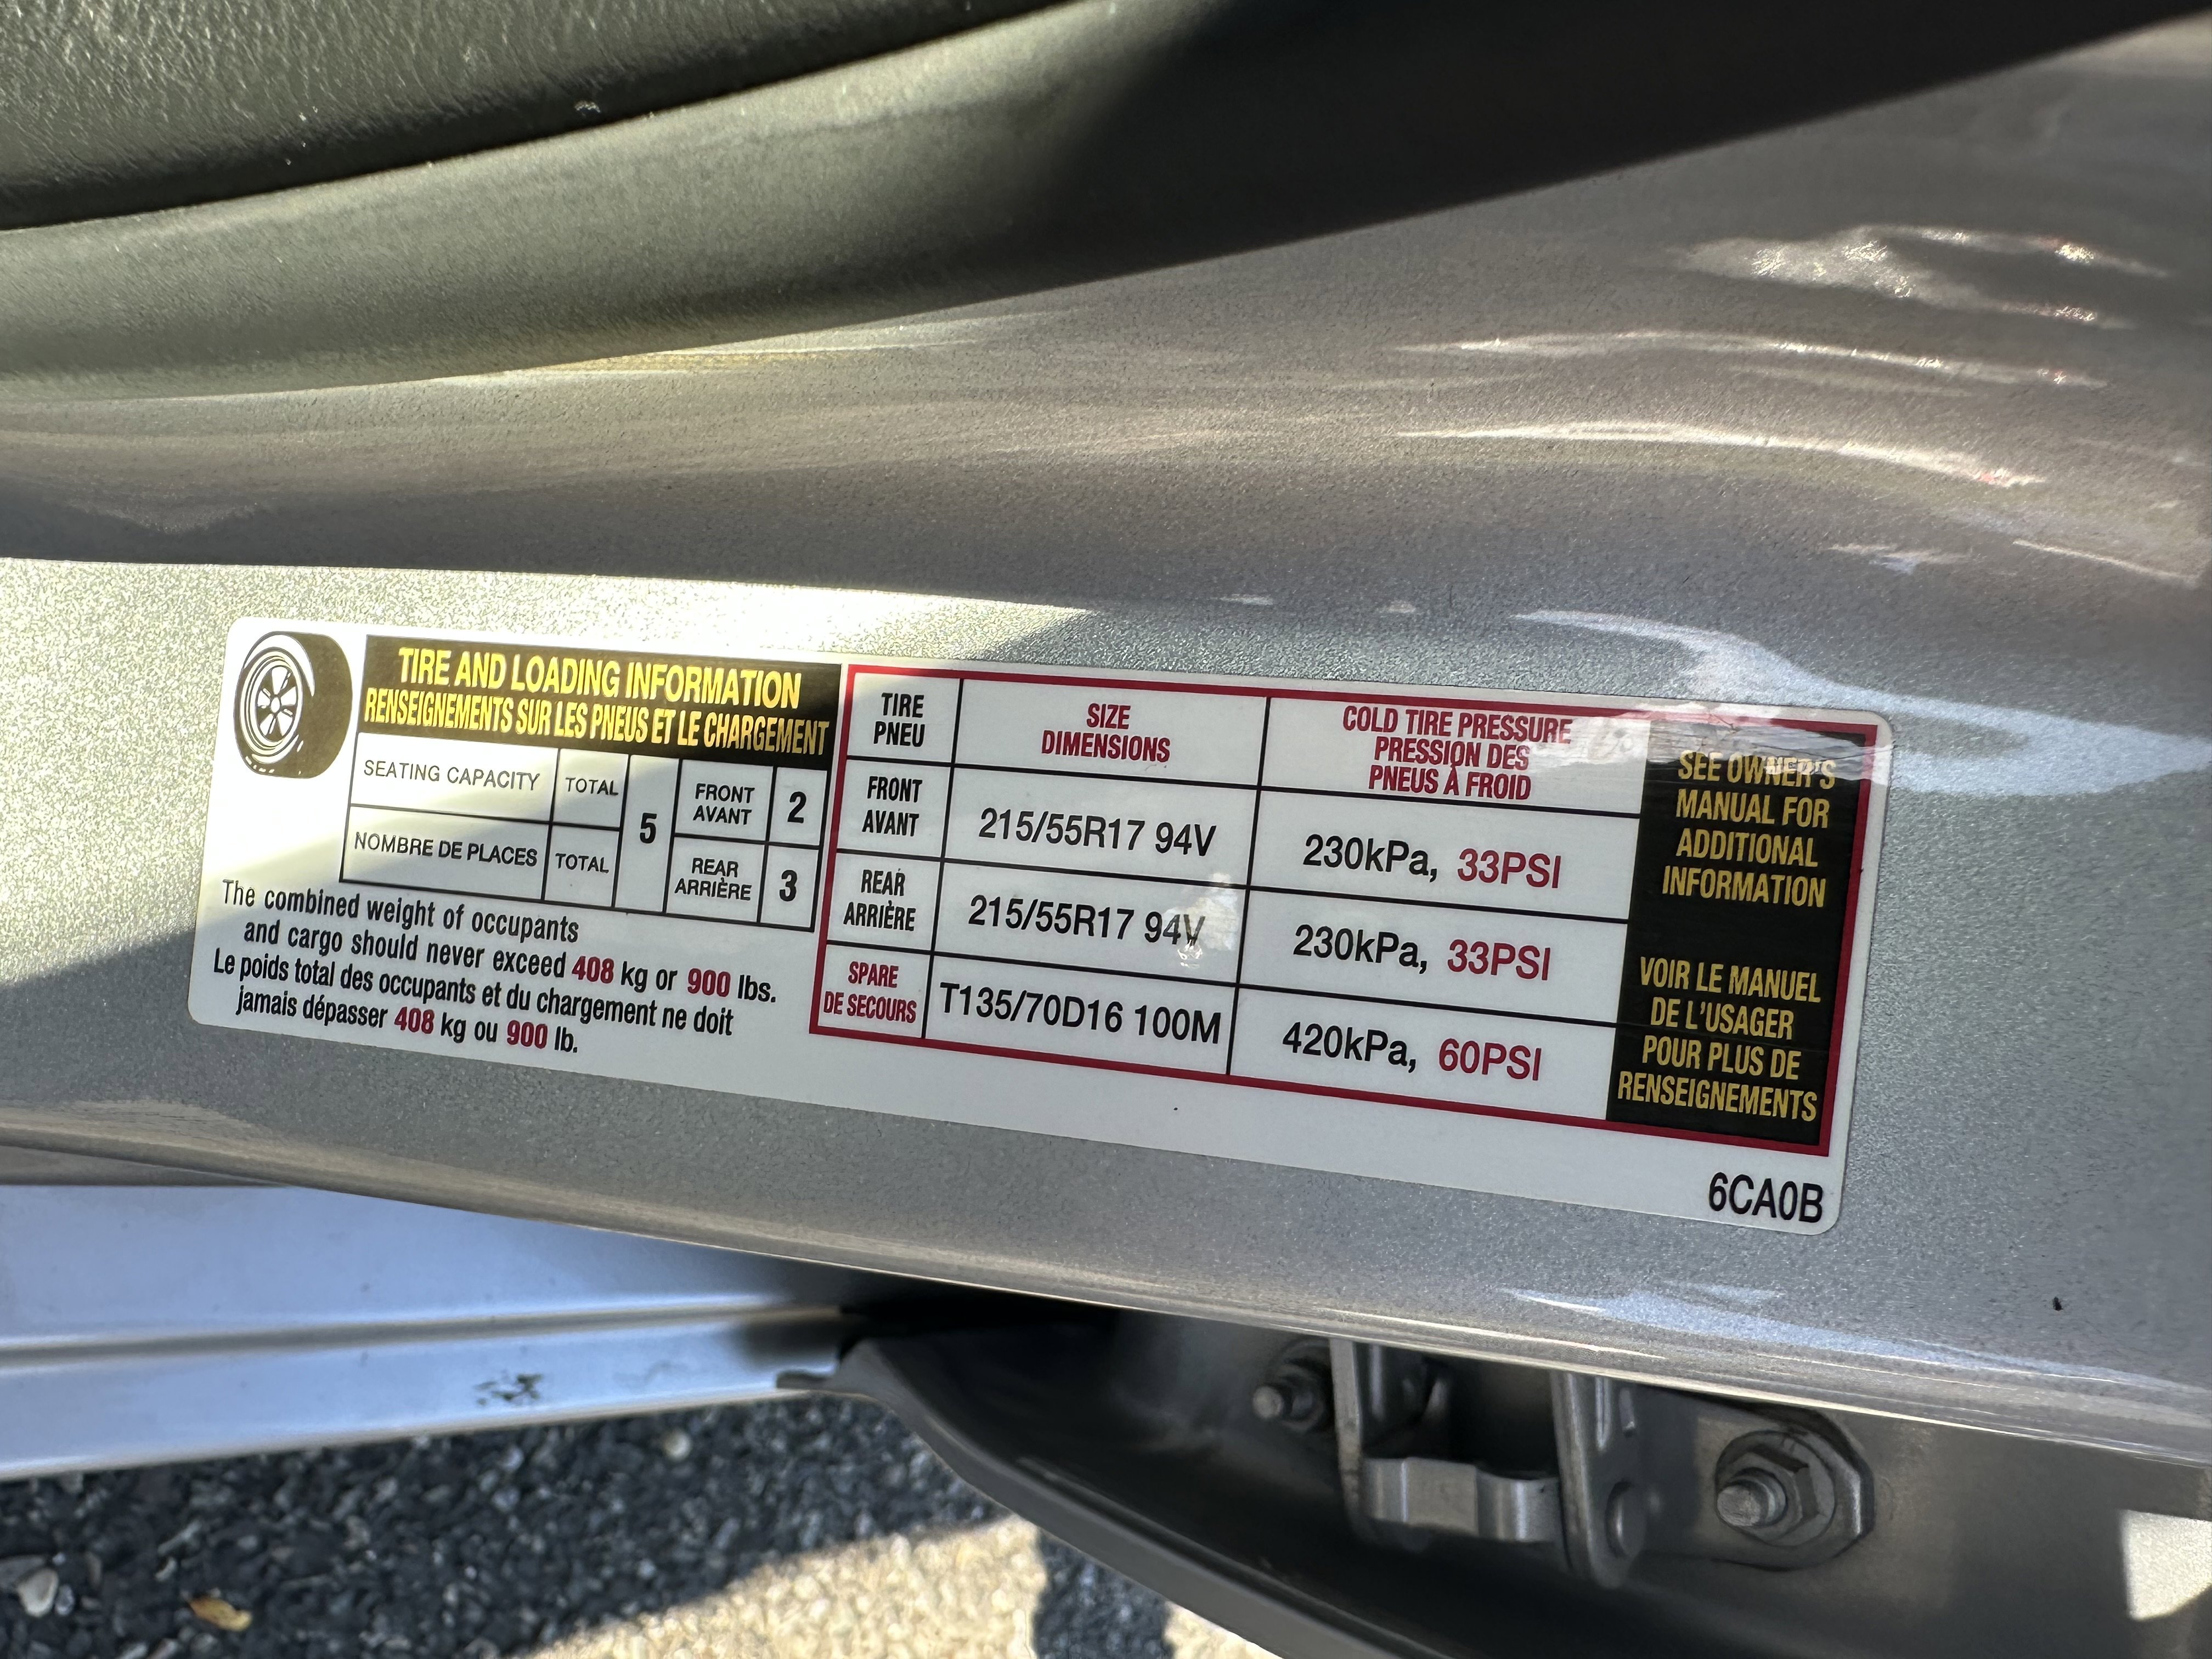 TIRE AND LOADING INFORMATION
RENSEIGNEMENTS SUR LES PNEUS ET LE CHARGEMENT
SEATING CAPACITY TOTAL
NOMBRE DE PLACES TOTAL
5
FRONT
AVANT
2
REAR
ARRIÈRE
3
The combined weight of occupants
and cargo should never exceed 408 kg or 900 lbs.
Le poids total des occupants et du chargement ne doit
jamais dépasser 408 kg ou 900 lb.
TIRE
PNEU
SIZE
DIMENSIONS
COLD TIRE PRESSURE
PRESSION DES
PNEUS À FROID
FRONT
AVANT
215/55R17 94V
230kPa, 33PSI
REAR
ARRIÈRE
215/55R17 94V
230kPa, 33PSI
SPARE
DE SECOURS
T135/70D16 100M
420kPa, 60PSI
SEE OWNER'S
MANUAL FOR
ADDITIONAL
INFORMATION
VOIR LE MANUEL
DE L'USAGER
POUR PLUS DE
RENSEIGNEMENTS
6CA0B